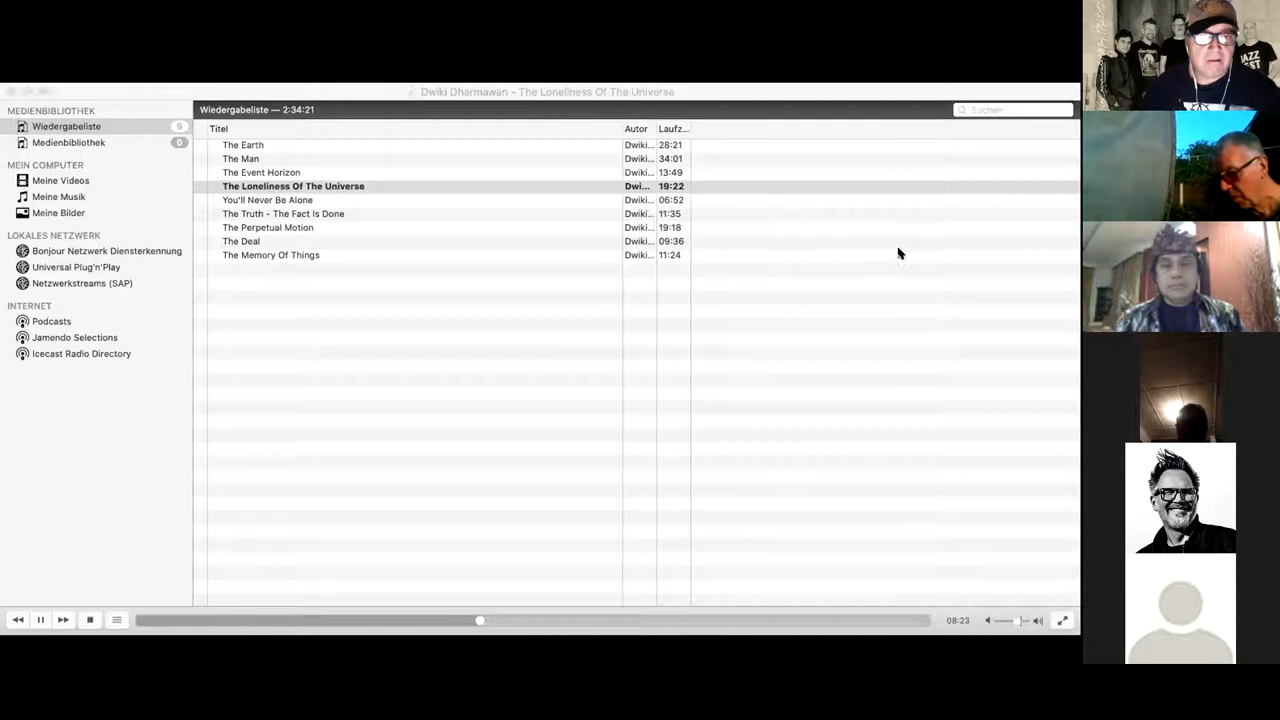 Dwiki Dharmawan - The Loneliness Of The Universe
MEDIENBIBLIOTHEK
Wiedergabeliste 9
Medienbibliothek 0
MEIN COMPUTER
Meine Videos
Meine Musik
Meine Bilder
LOKALES NETZWERK
Bonjour Netzwerk Diensterkennung
Universal Plug'n'Play
Netzwerkstreams (SAP)
INTERNET
Podcasts
Jamendo Selections
Icecast Radio Directory
Wiedergabeliste — 2:34:21
Suchen
Titel Autor Laufz...
The Earth Dwiki... 28:21
The Man Dwiki... 34:01
The Event Horizon Dwiki... 13:49
The Loneliness Of The Universe Dwi... 19:22
You'll Never Be Alone Dwiki... 06:52
The Truth - The Fact Is Done Dwiki... 11:35
The Perpetual Motion Dwiki... 19:18
The Deal Dwiki... 09:36
The Memory Of Things Dwiki... 11:24
08:23
JAZZ